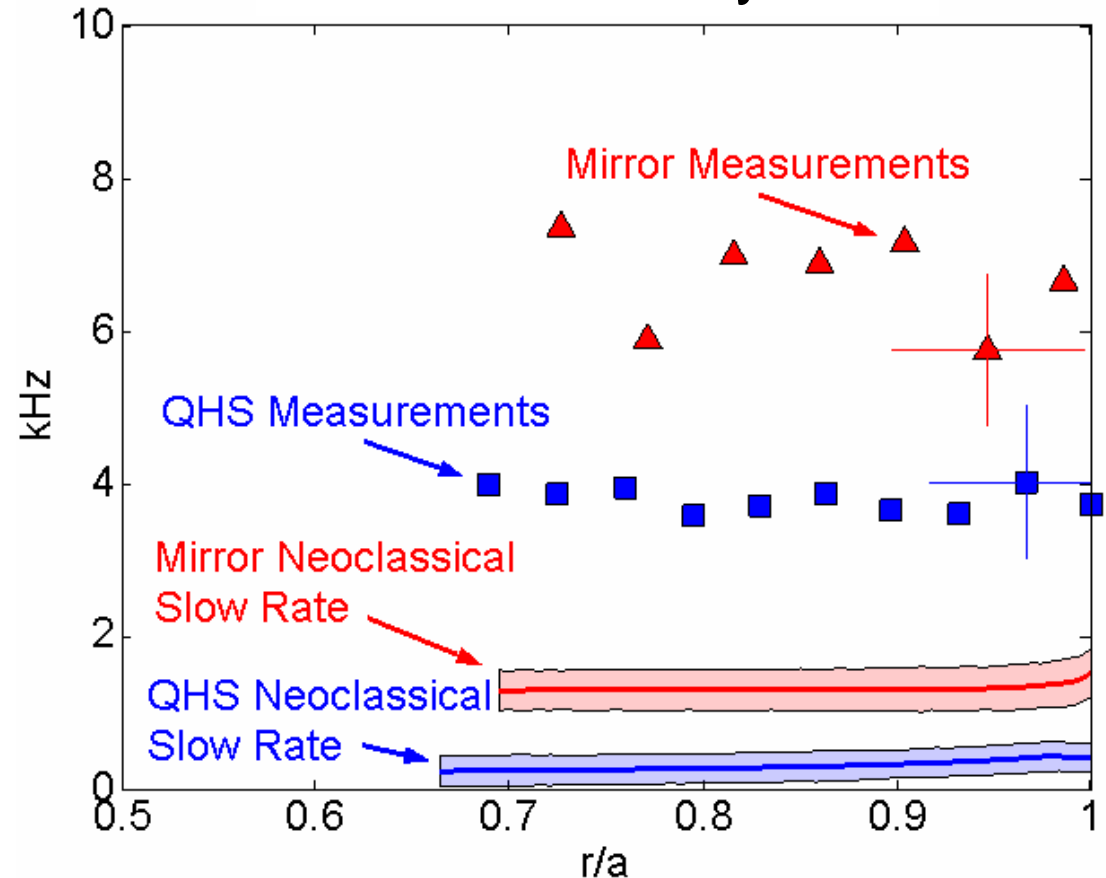 y
10
8
6
4
2
0
kHz
Mirror Measurements
QHS Measurements
Mirror Neoclassical
Slow Rate
QHS Neoclassical
Slow Rate
0.5 0.6 0.7 0.8 0.9 1
r/a